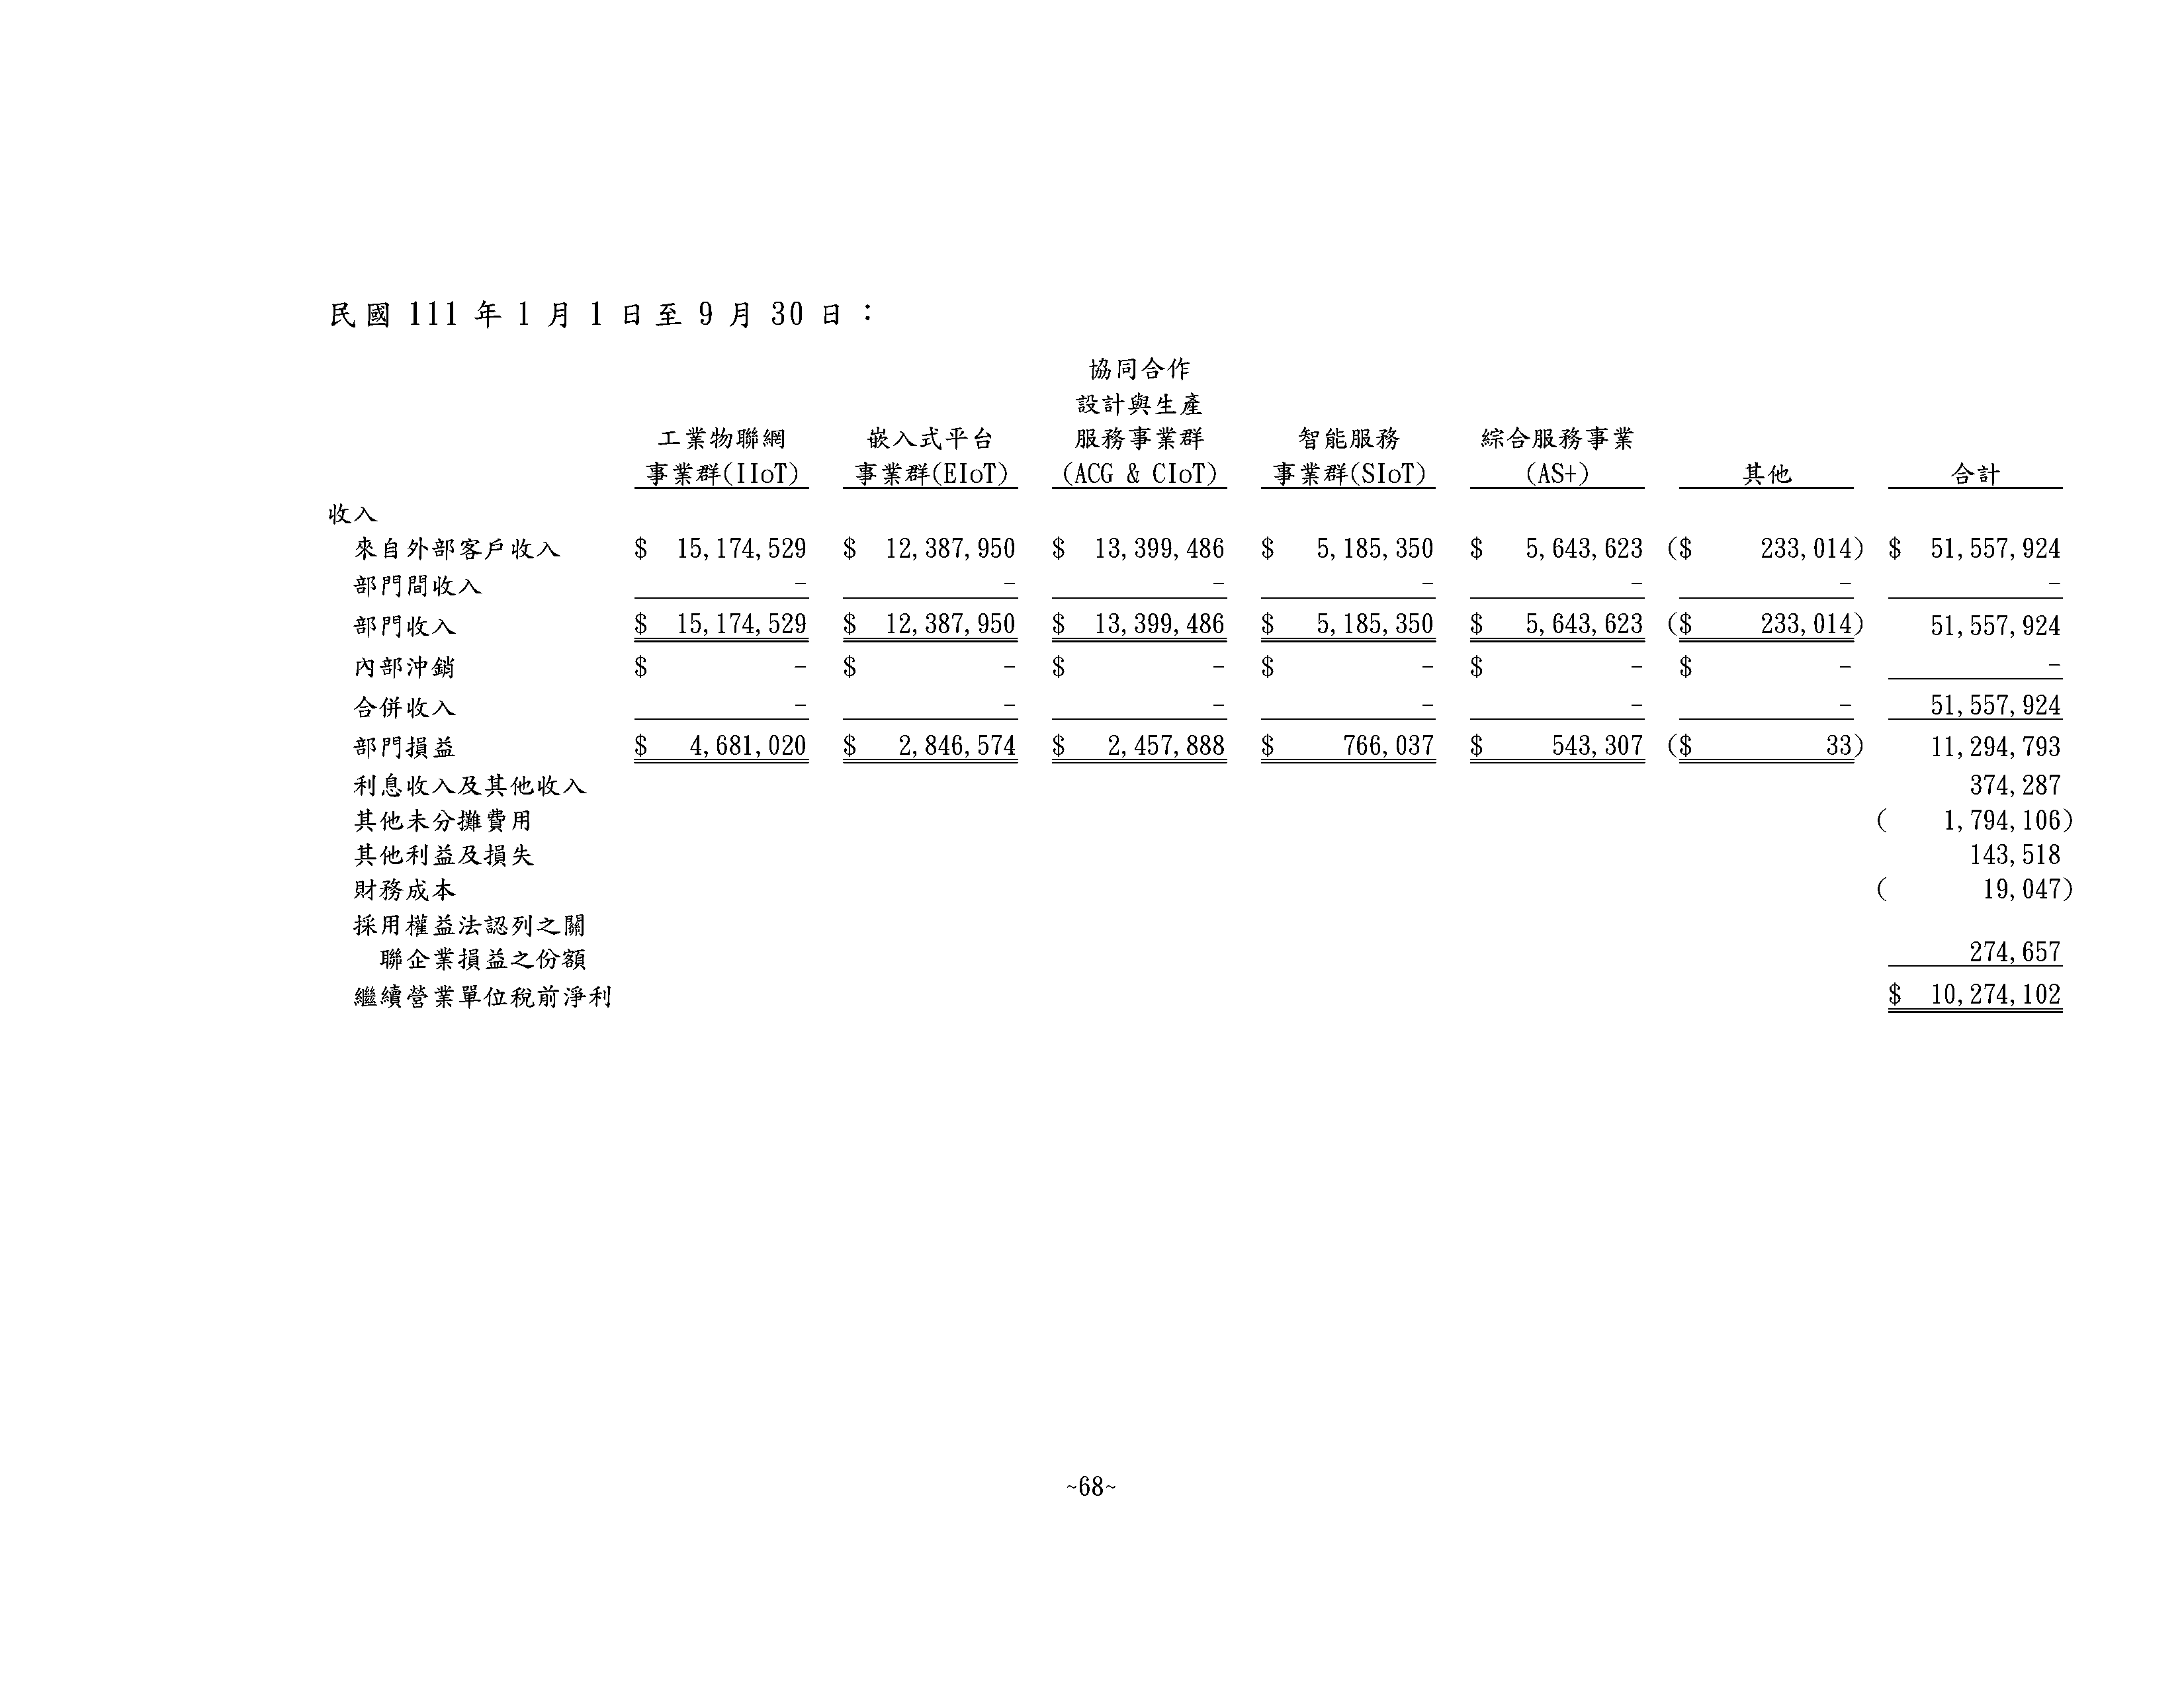 民國 111 年 1 月 1 日至 9 月 30 日：
協同合作
設計與生產
工業物聯網 嵌入式平台 服務事業群 智能服務 綜合服務事業
事業群(IIoT) 事業群(EIoT) (ACG & CIoT) 事業群(SIoT) (AS+) 其他 合計
收入
來自外部客戶收入 $ 15,174,529 $ 12,387,950 $ 13,399,486 $ 5,185,350 $ 5,643,623 ($ 233,014) $ 51,557,924
部門間收入 - - - - - - -
部門收入 $ 15,174,529 $ 12,387,950 $ 13,399,486 $ 5,185,350 $ 5,643,623 ($ 233,014) 51,557,924
內部沖銷 $ - $ - $ - $ - $ - $ - -
合併收入 - - - - - - 51,557,924
部門損益 $ 4,681,020 $ 2,846,574 $ 2,457,888 $ 766,037 $ 543,307 ($ 33) 11,294,793
利息收入及其他收入 374,287
其他未分攤費用 ( 1,794,106)
其他利益及損失 143,518
財務成本 ( 19,047)
採用權益法認列之關
聯企業損益之份額 274,657
繼續營業單位稅前淨利 $ 10,274,102
~68~